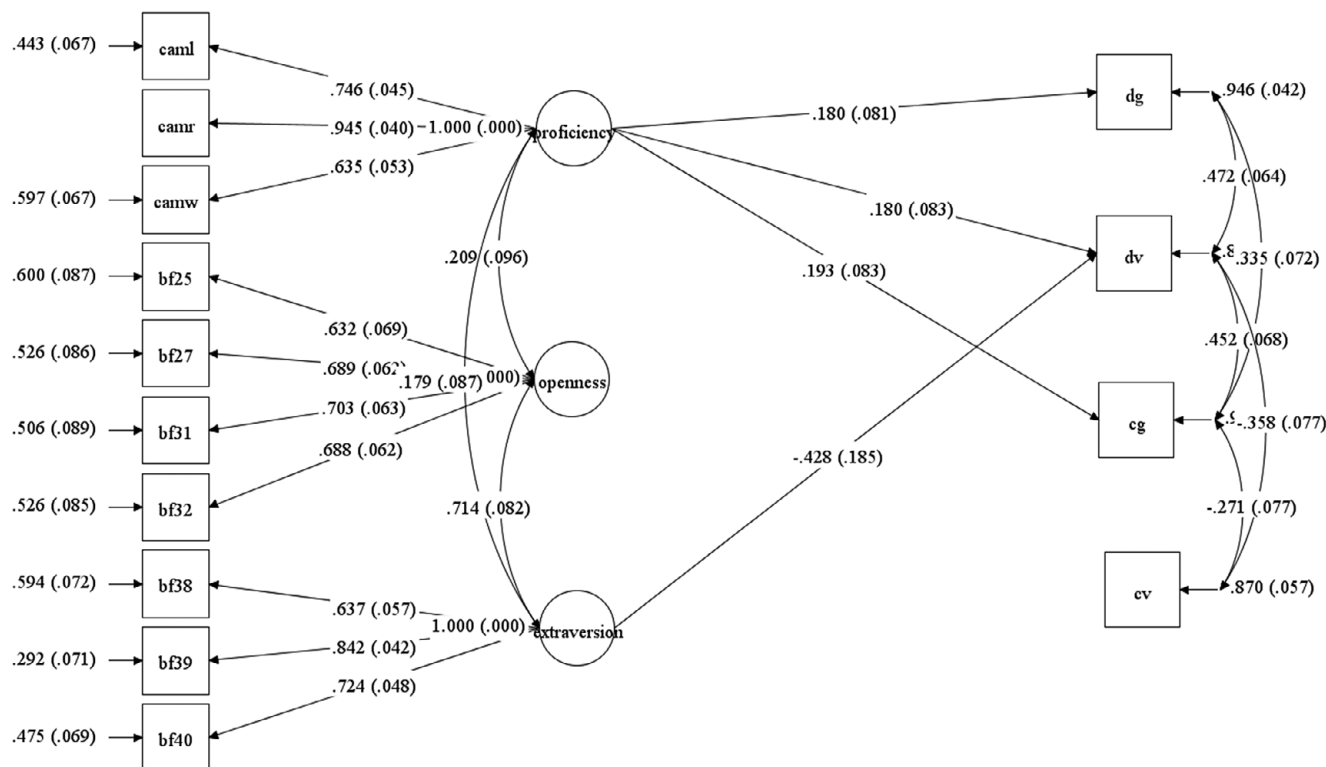 .443 (.067)
caml
.746 (.045)
camr
.945 (.040)
1.000 (.000)
proficiency
.635 (.053)
.597 (.067)
camw
.600 (.087)
bf25
.632 (.069)
.526 (.086)
bf27
.689 (.062
.506 (.089)
bf31
.703 (.063)
.526 (.085)
bf32
.688 (.062)
.594 (.072)
bf38
.637 (.057)
.292 (.071)
bf39
.842 (.042)
1.000 (.000)
extraversion
.475 (.069)
bf40
.724 (.048)
.209 (.096)
.179 (.087)
000)
openness
.714 (.082)
.180 (.081)
.180 (.083)
.193 (.083)
-.428 (.185)
dg
.946 (.042)
.472 (.064)
dv
.8
.335 (.072)
.452 (.068)
cg
.9
-.358 (.077)
-.271 (.077)
cv
.870 (.057)